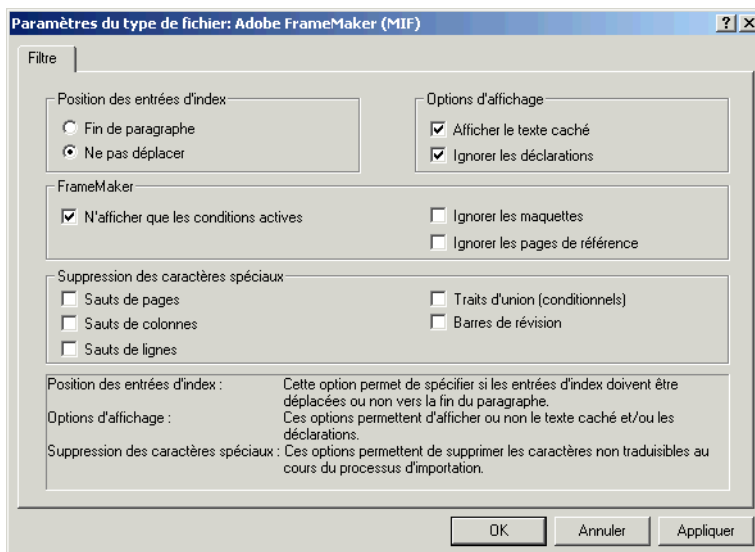 Paramètres du type de fichier: Adobe FrameMaker (MIF)
Filtre
Position des entrées d'index
Fin de paragraphe
Ne pas déplacer
Options d'affichage
Afficher le texte caché
Ignorer les déclarations
FrameMaker
N'afficher que les conditions actives
Ignorer les maquettes
Ignorer les pages de référence
Suppression des caractères spéciaux
Sauts de pages
Sauts de colonnes
Sauts de lignes
Traits d'union (conditionnels)
Barres de révision
Position des entrées d'index : Cette option permet de spécifier si les entrées d'index doivent être
déplacées ou non vers la fin du paragraphe.
Options d'affichage : Ces options permettent d'afficher ou non le texte caché et/ou les
déclarations.
Suppression des caractères spéciaux : Ces options permettent de supprimer les caractères non traduisibles au
cours du processus d'importation.
OK Annuler Appliquer